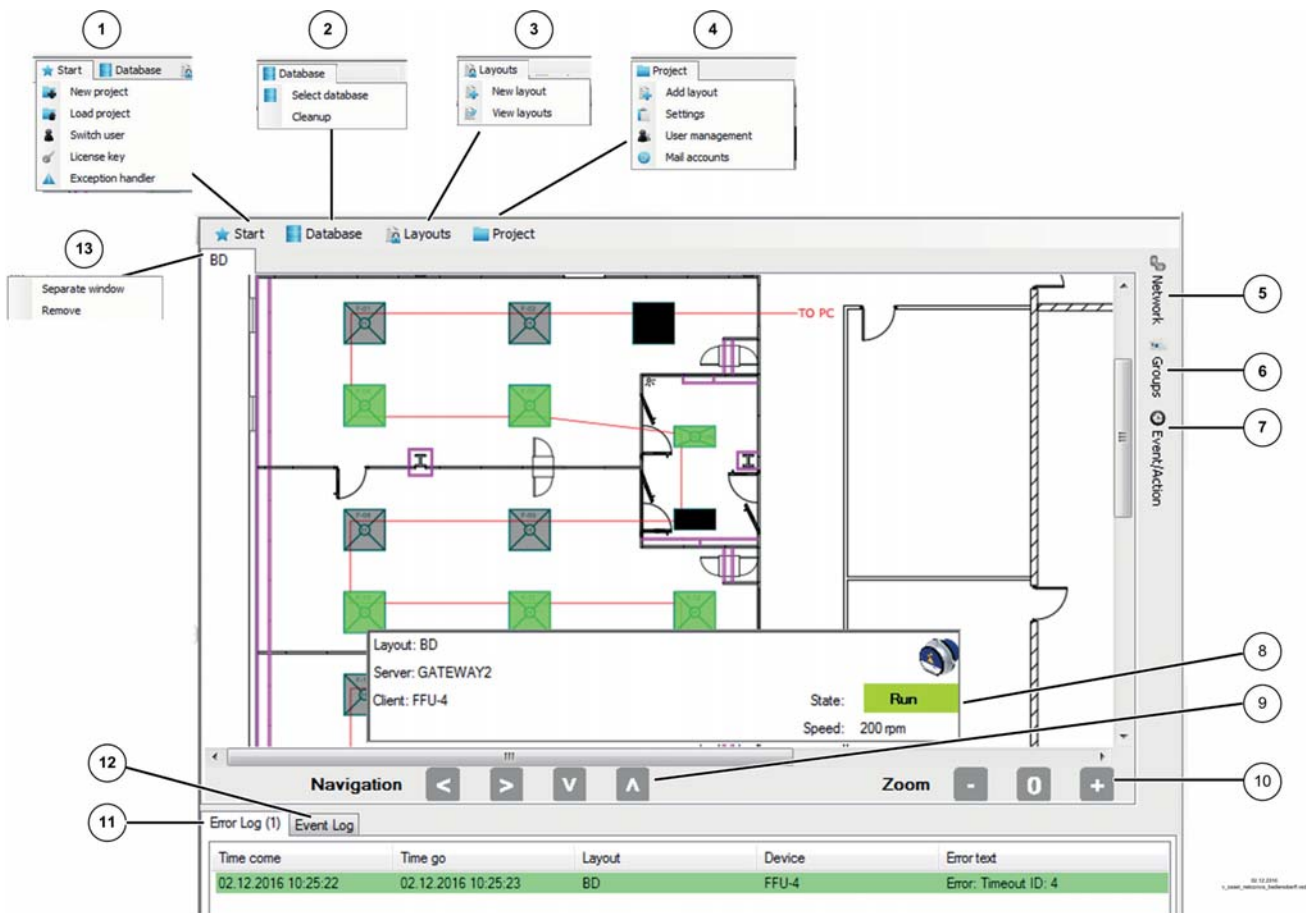 1
2
3
4
Start Database
New project
Load project
Switch user
License key
Exception handler
Database
Select database
Cleanup
Layouts
New layout
View layouts
Project
Add layout
Settings
User management
Mail accounts
13
Separate window
Remove
Start Database Layouts Project
BD
TO PC
Network
Groups
Event/Action
5
6
7
Layout: BD
Server: GATEWAY2
Client: FFU-4
State: Run
Speed: 200 rpm
8
9
10
12
11
Navigation < > V Λ
Zoom - 0 +
Error Log (1) Event Log
Time come Time go Layout Device Error text
02.12.2016 10:25:22 02.12.2016 10:25:23 BD FFU-4 Error: Timeout ID: 4
02.12.2016